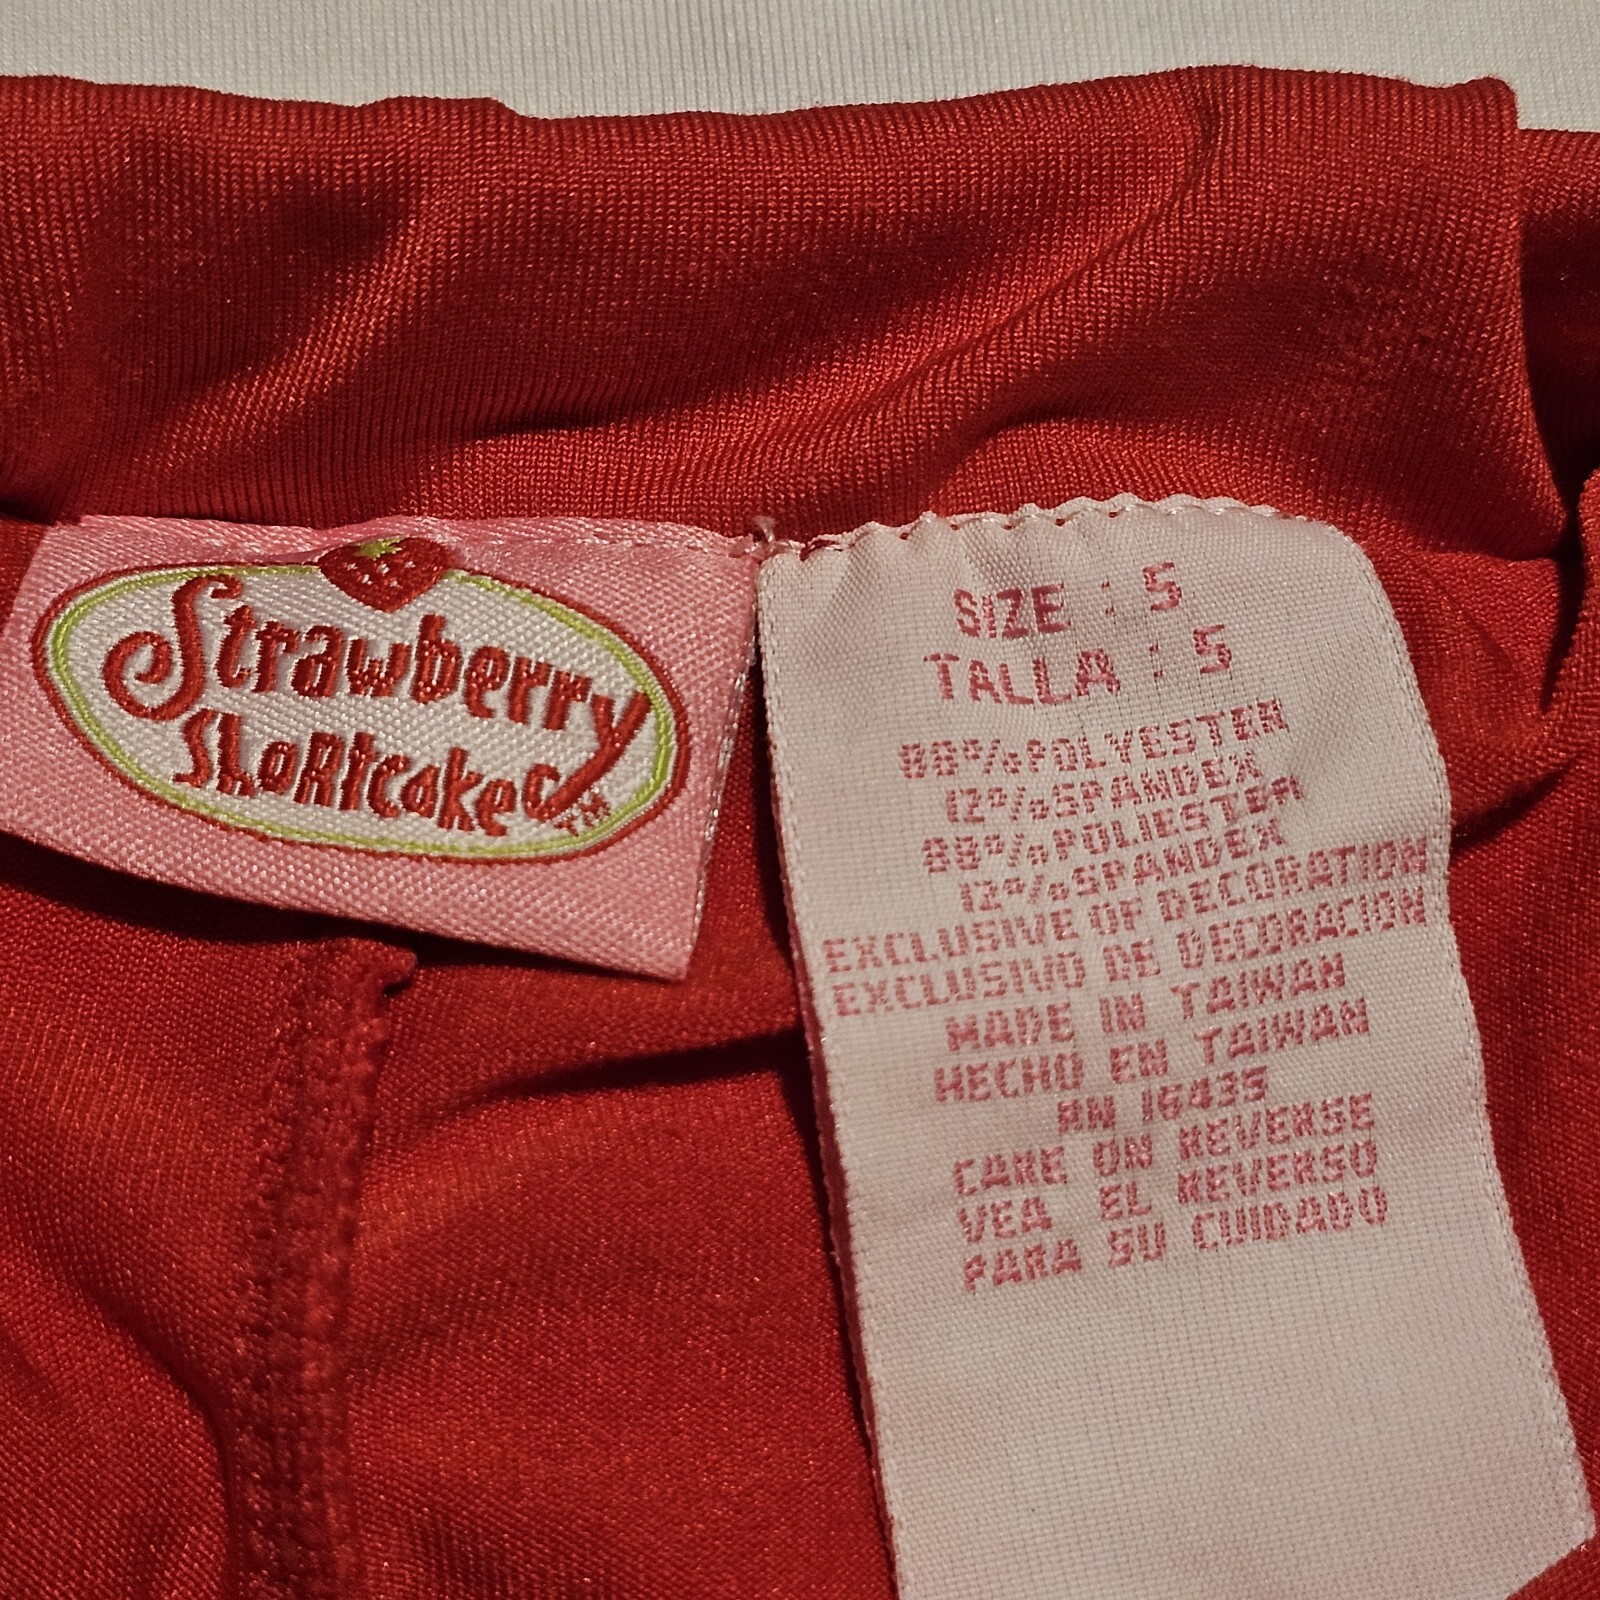 Strawberry
Shortcake
TM
SIZE : 5
TALLA : 5
88%POLYESTER
12%SPANDEX
88%POLIESTER
12%SPANDEX
EXCLUSIVE OF DECORATION
EXCLUSIVO DE DECORACION
MADE IN TAIWAN
HECHO EN TAIWAN
RN 16435
CARE ON REVERSE
VEA EL REVERSO
PARA SU CUIDADO